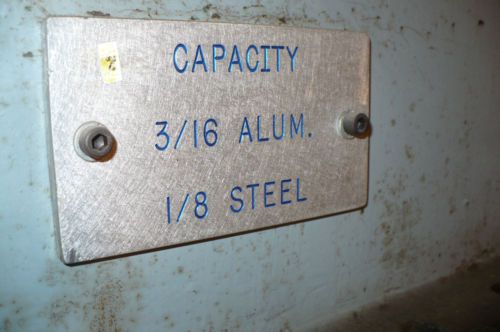 CAPACITY
3/16 ALUM.
1/8 STEEL